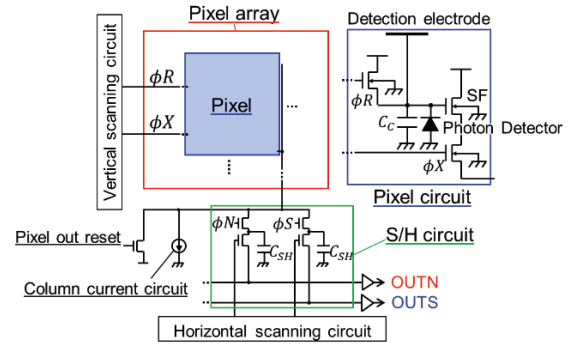 Pixel array
Detection electrode
Vertical scanning circuit
ϕR
ϕX
Pixel
ϕR
SF
C_C
Photon Detector
ϕX
Pixel circuit
Pixel out reset
Column current circuit
ϕN
ϕS
C_SH
C_SH
S/H circuit
OUTN
OUTS
Horizontal scanning circuit